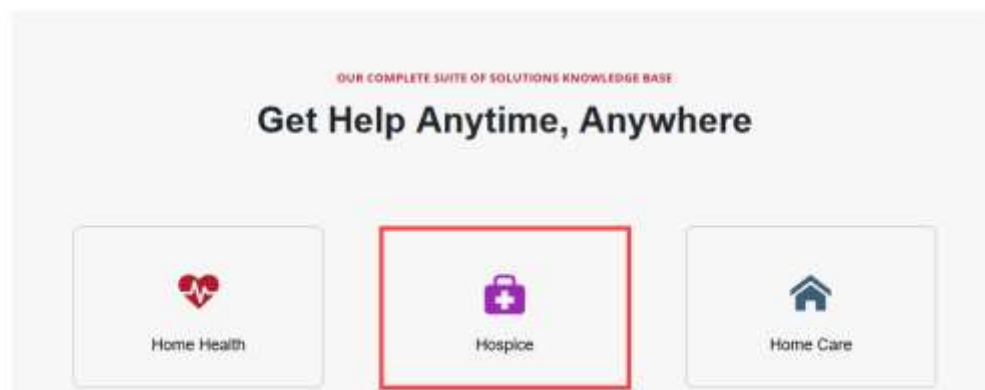 OUR COMPLETE SUITE OF SOLUTIONS KNOWLEDGE BASE
Get Help Anytime, Anywhere
Home Health
Hospice
Home Care